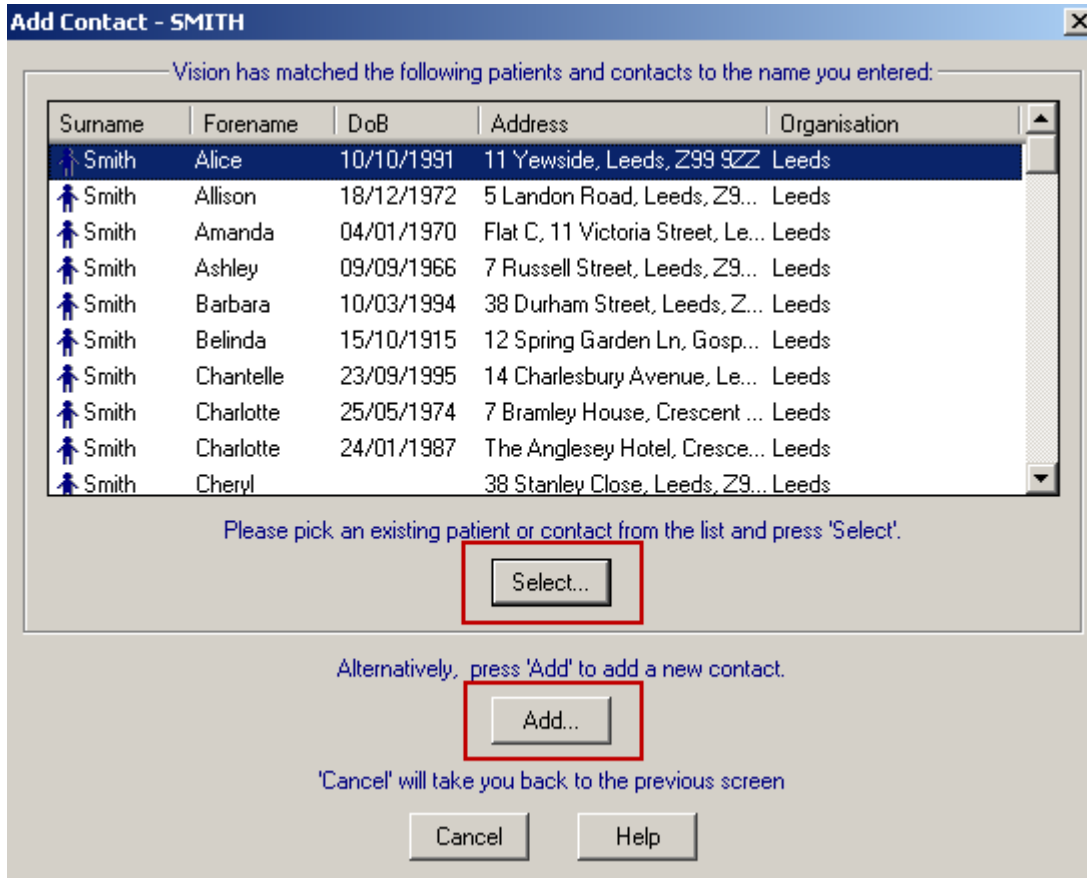 Add Contact - SMITH
Vision has matched the following patients and contacts to the name you entered:
Surname Forename DoB Address Organisation
Smith Alice 10/10/1991 11 Yewside, Leeds, Z99 9ZZ Leeds
Smith Allison 18/12/1972 5 Landon Road, Leeds, Z9... Leeds
Smith Amanda 04/01/1970 Flat C, 11 Victoria Street, Le... Leeds
Smith Ashley 09/09/1966 7 Russell Street, Leeds, Z9... Leeds
Smith Barbara 10/03/1994 38 Durham Street, Leeds, Z... Leeds
Smith Belinda 15/10/1915 12 Spring Garden Ln, Gosp... Leeds
Smith Chantelle 23/09/1995 14 Charlesbury Avenue, Le... Leeds
Smith Charlotte 25/05/1974 7 Bramley House, Crescent ... Leeds
Smith Charlotte 24/01/1987 The Anglesey Hotel, Cresce... Leeds
Smith Cheryl 38 Stanley Close, Leeds, Z9... Leeds
Please pick an existing patient or contact from the list and press 'Select'.
Select...
Alternatively, press 'Add' to add a new contact.
Add...
'Cancel' will take you back to the previous screen
Cancel Help